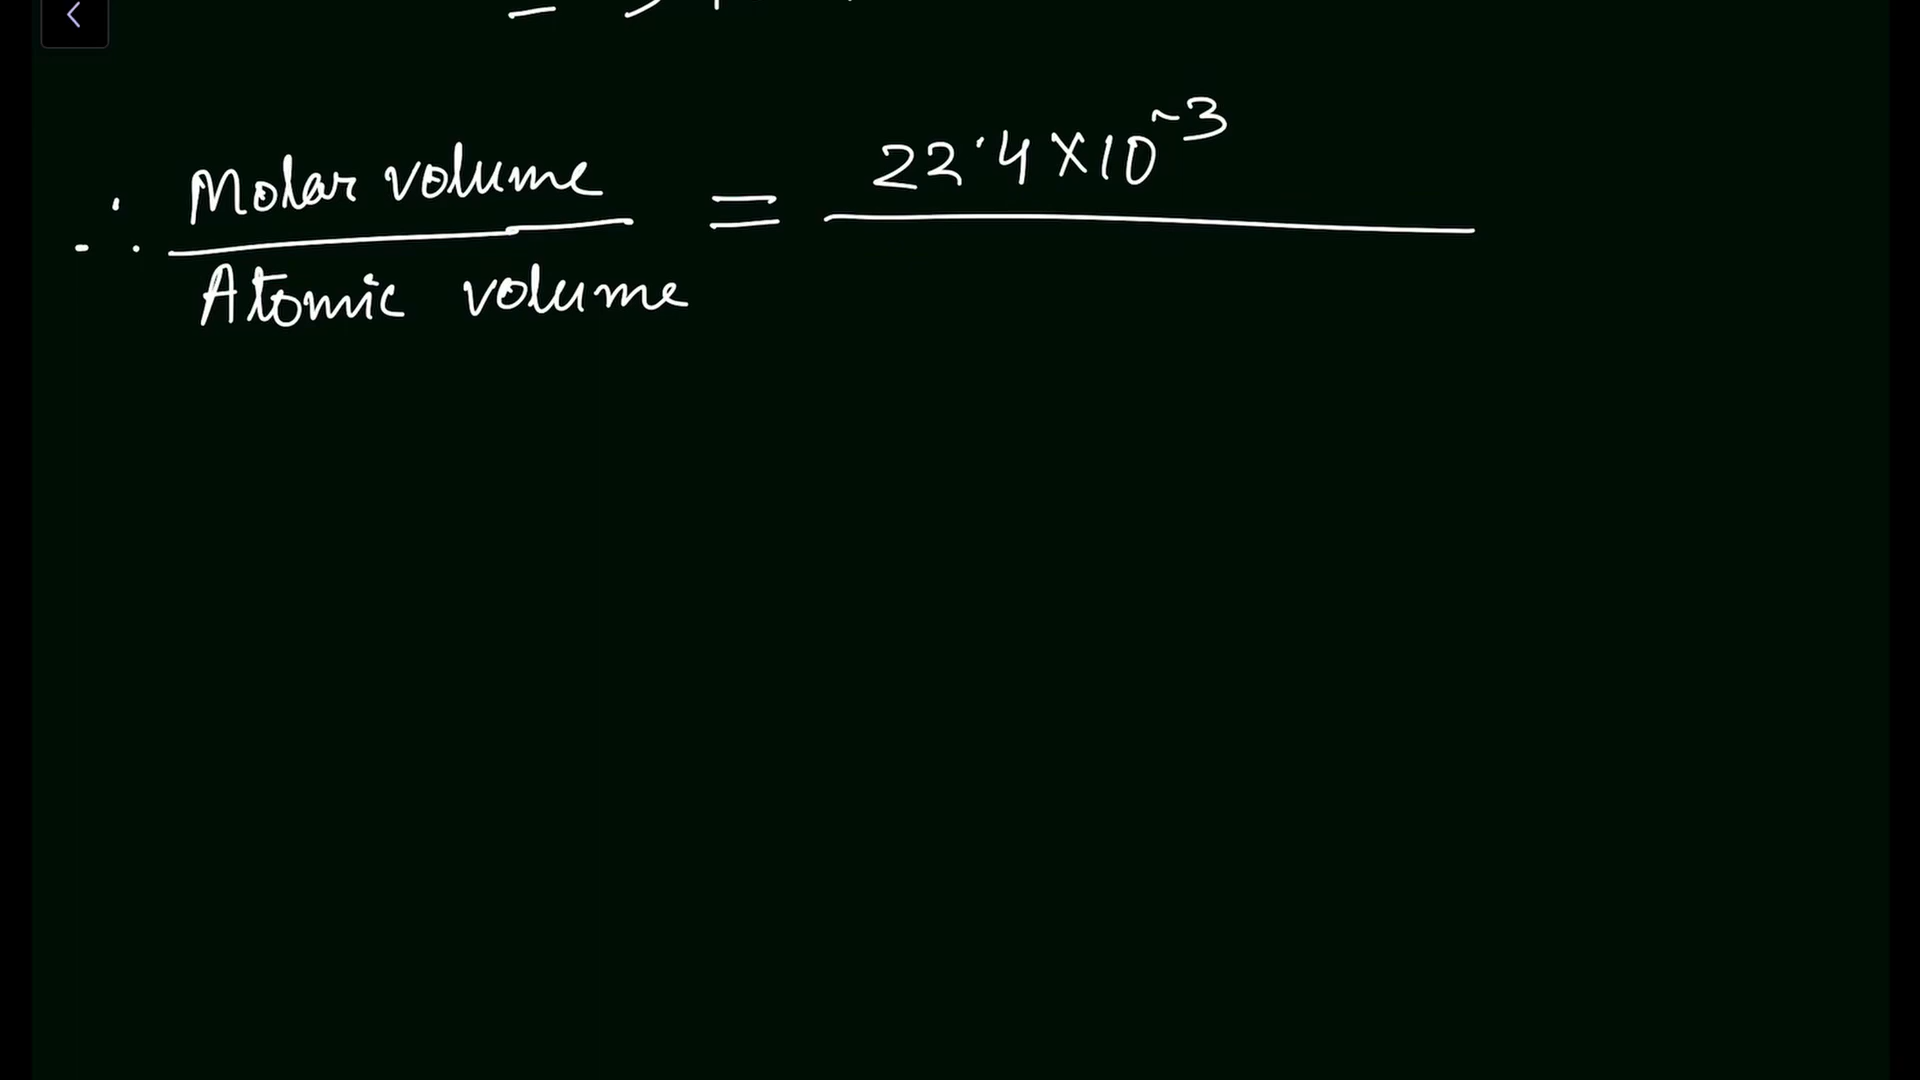 ∴ Molar volume / Atomic volume = 22.4 × 10^-3 /